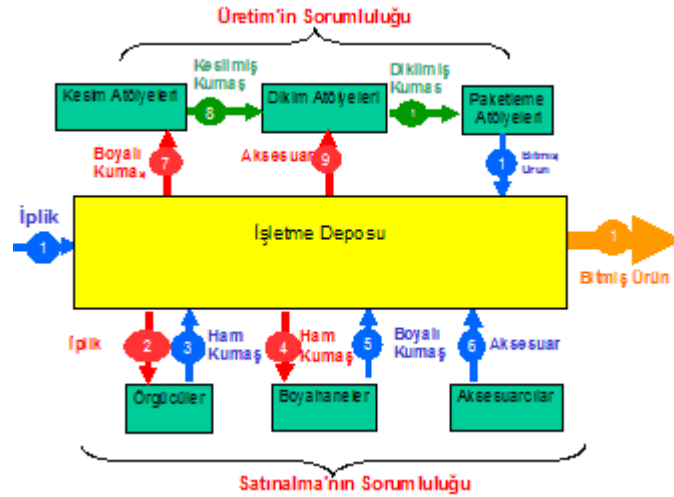 Üretim'in Sorumluluğu
Kesilmiş
Kumaş
Dikilmiş
Kumaş
Kesim Atölyeleri
8
Dikim Atölyeleri
1
Paketleme
Atölyeleri
Boyalı
Kumaş
7
Aksesuar
9
1
Bitmiş
Ürün
İplik
1
İşletme Deposu
1
Bitmiş Ürün
İplik
2
3
Ham
Kumaş
4
Ham
Kumaş
5
Boyalı
Kumaş
6
Aksesuar
Örgücüler
Boyahaneler
Aksesuarcılar
Satınalma'nın Sorumluluğu